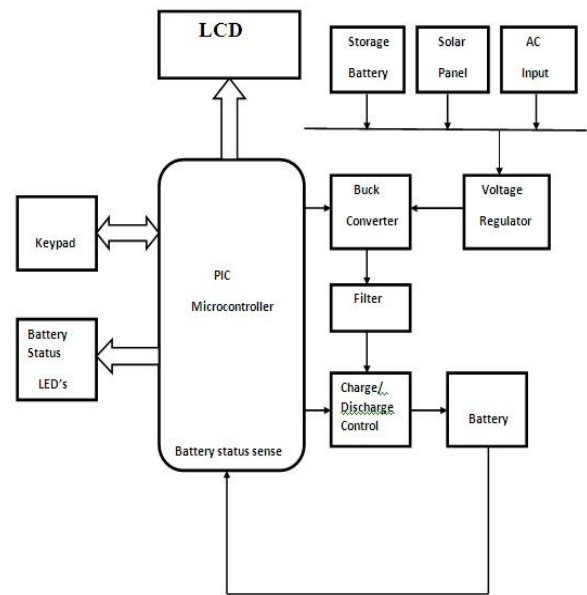 LCD
Storage
Battery
Solar
Panel
AC
Input
Buck
Converter
Voltage
Regulator
Keypad
PIC
Microcontroller
Filter
Battery
Status
LED's
Charge/
Discharge
Control
Battery
Battery status sense